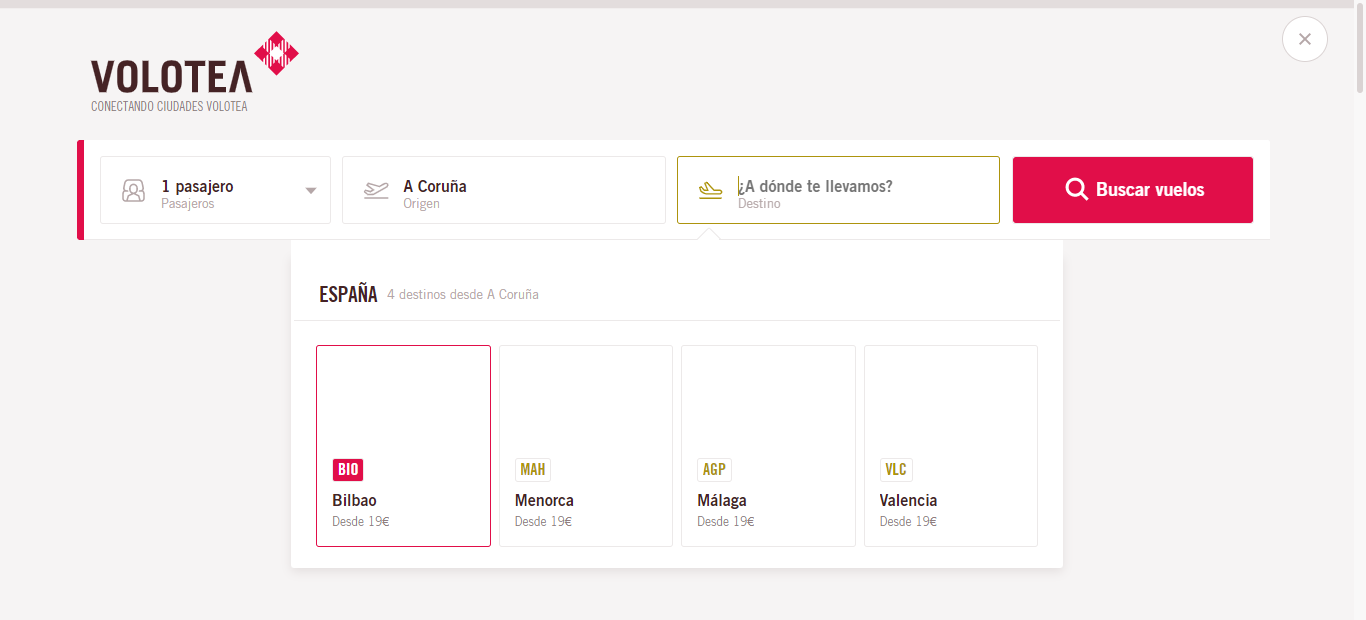 VOLOTEA
CONECTANDO CIUDADES VOLOTEA
1 pasajero
Pasajeros
A Coruña
Origen
¿A dónde te llevamos?
Destino
Buscar vuelos
ESPAÑA 4 destinos desde A Coruña
BIO
Bilbao
Desde 19€
MAH
Menorca
Desde 19€
AGP
Málaga
Desde 19€
VLC
Valencia
Desde 19€